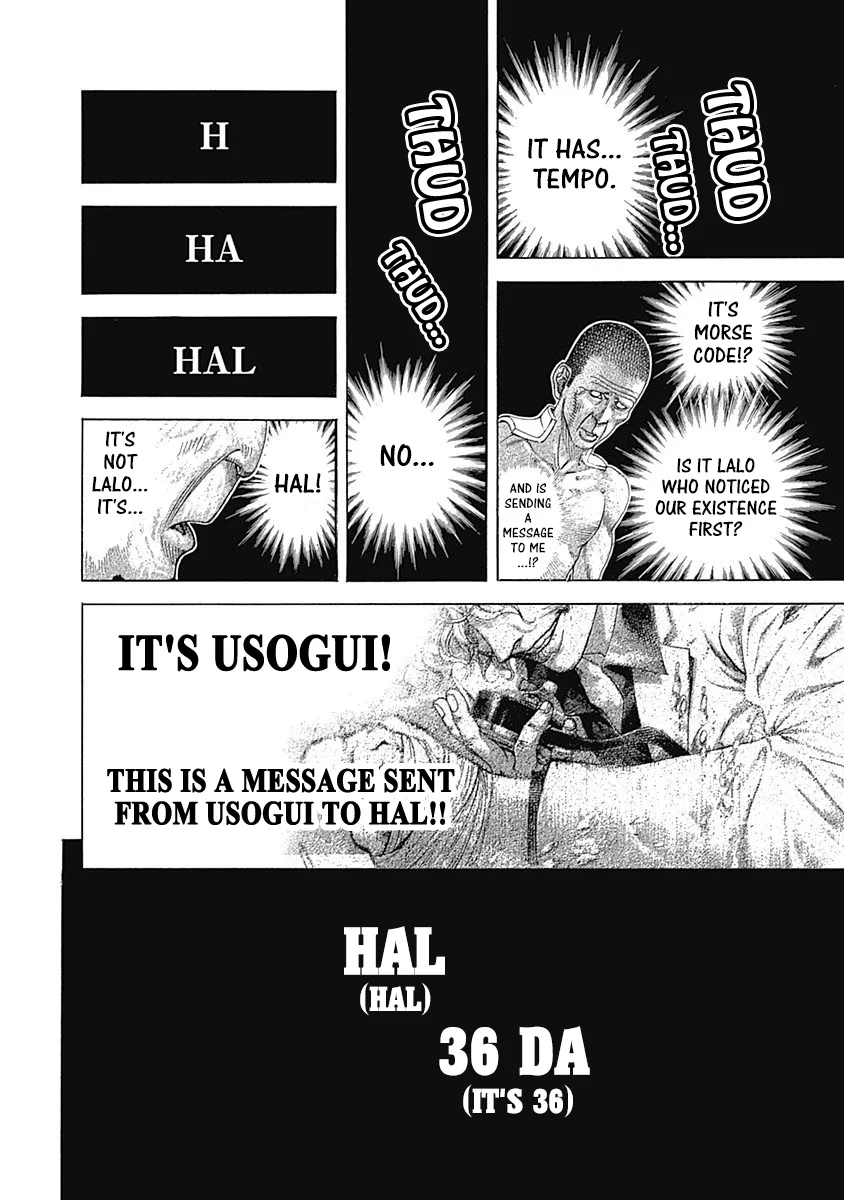 THUD
THUD...
IT HAS...
TEMPO.
IT'S
MORSE
CODE!?
IS IT LALO
WHO NOTICED
OUR EXISTENCE
FIRST?
AND IS
SENDING
A
MESSAGE
TO ME
...!?
THUD
THUD...
NO...
H
HA
HAL
HAL!
IT'S
NOT
LALO...
IT'S...
IT'S USOGUI!
THIS IS A MESSAGE SENT
FROM USOGUI TO HAL!!
HAL
(HAL)
36 DA
(IT'S 36)